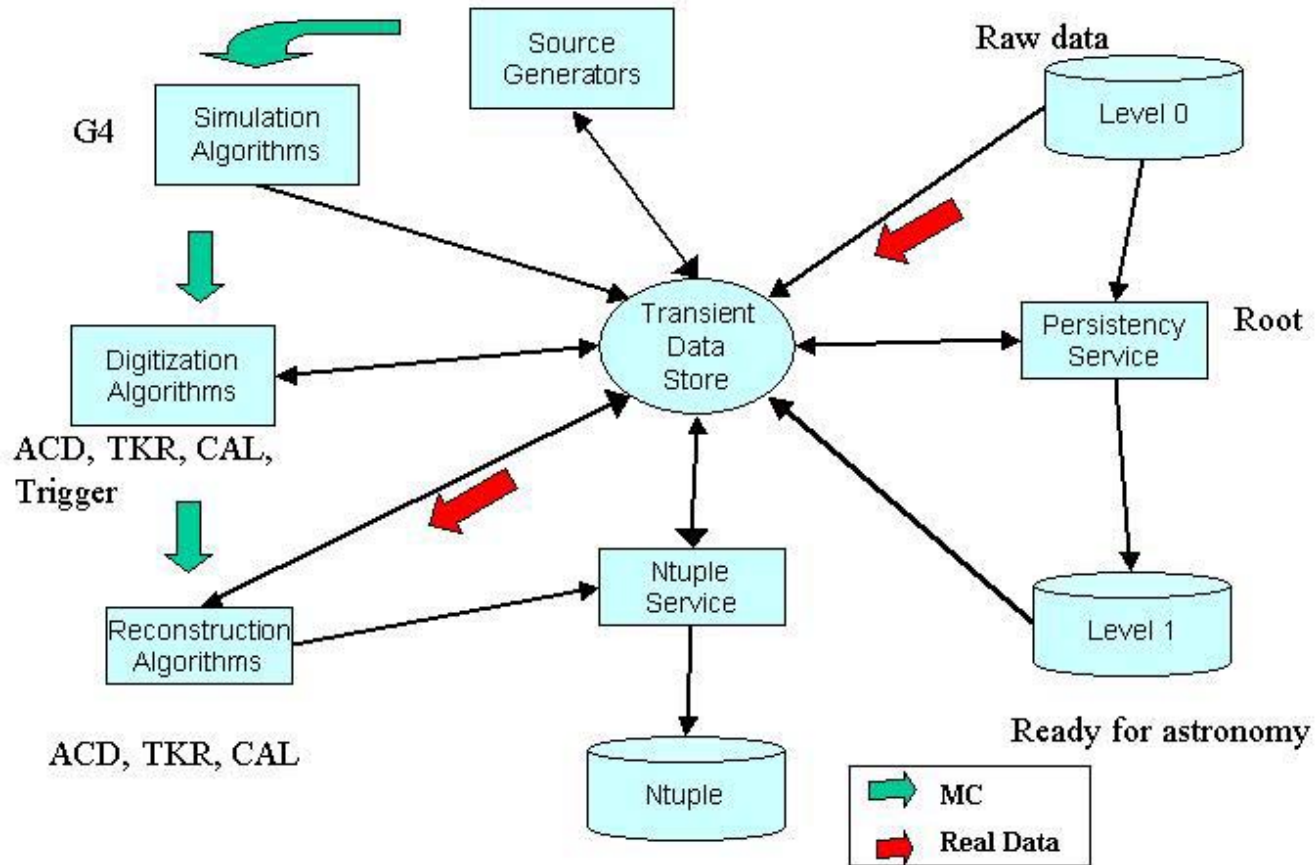 Source
Generators
Raw data
Level 0
G4
Simulation
Algorithms
Transient
Data
Store
Persistency
Service
Root
Digitization
Algorithms
ACD, TKR, CAL,
Trigger
Ntuple
Service
Reconstruction
Algorithms
Level 1
ACD, TKR, CAL
Ready for astronomy
Ntuple
MC
Real Data